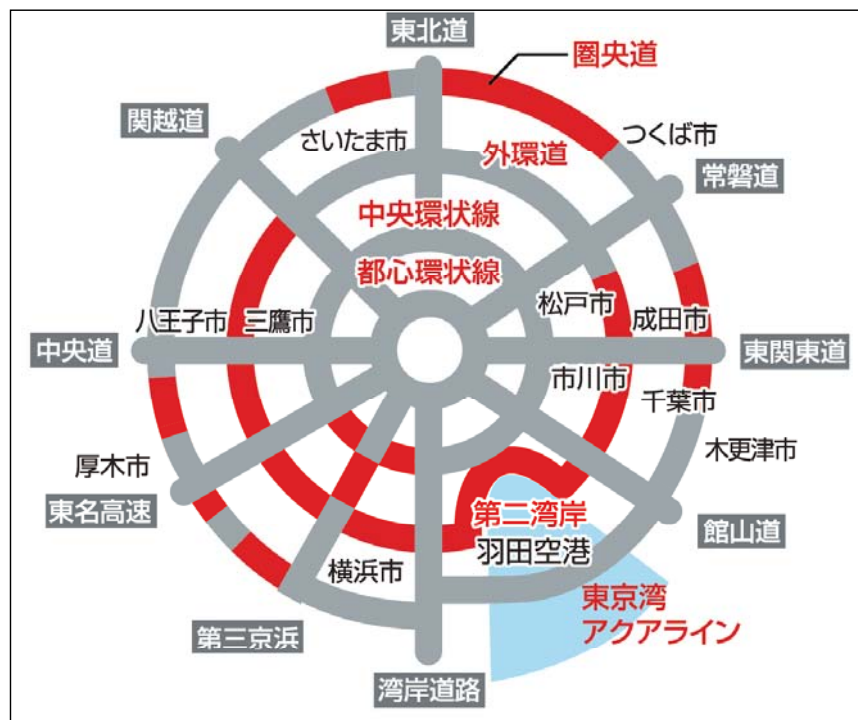 東北道
圏央道
関越道
さいたま市
外環道
つくば市
常磐道
中央環状線
都心環状線
松戸市
成田市
八王子市
三鷹市
中央道
東関東道
市川市
千葉市
木更津市
厚木市
東名高速
第二湾岸
羽田空港
館山道
横浜市
東京湾
アクアライン
第三京浜
湾岸道路